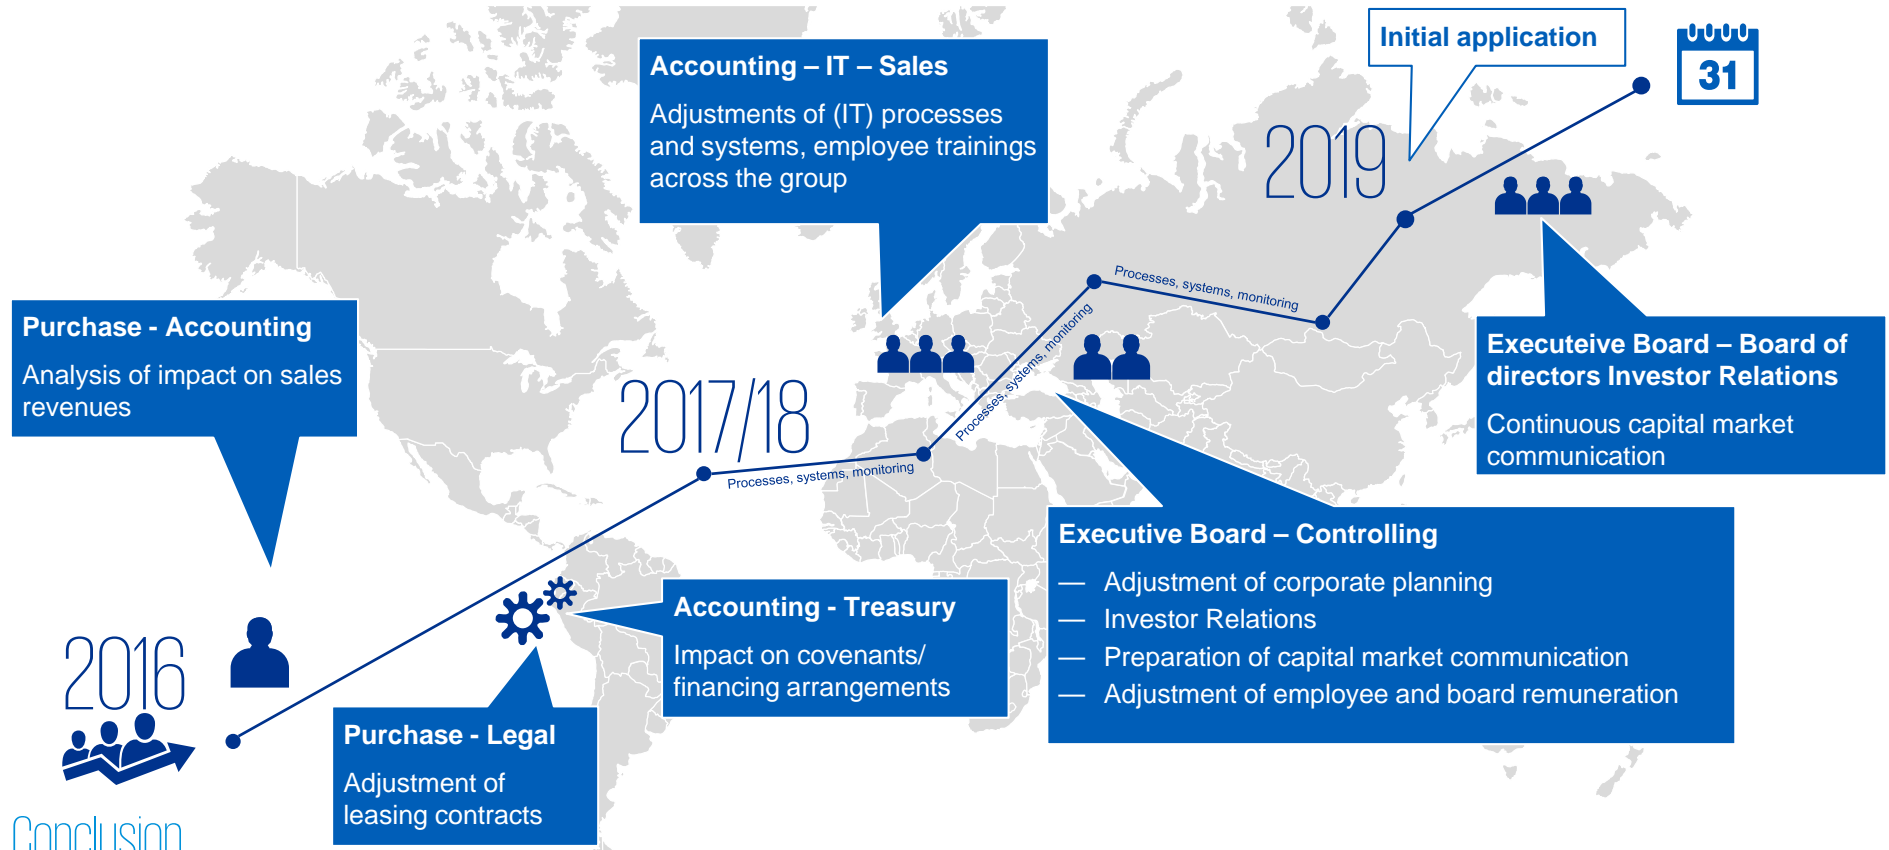 Initial application
31
Accounting – IT – Sales
Adjustments of (IT) processes
and systems, employee trainings
across the group
2019
Processes, systems, monitoring
Purchase - Accounting
Analysis of impact on sales
revenues
Processes, systems, monitoring
Executeive Board – Board of
directors Investor Relations
Continuous capital market
communication
2017/18
Processes, systems, monitoring
Executive Board – Controlling
— Adjustment of corporate planning
— Investor Relations
— Preparation of capital market communication
— Adjustment of employee and board remuneration
Accounting - Treasury
Impact on covenants/
financing arrangements
2016
Purchase - Legal
Adjustment of
leasing contracts
Conclusion